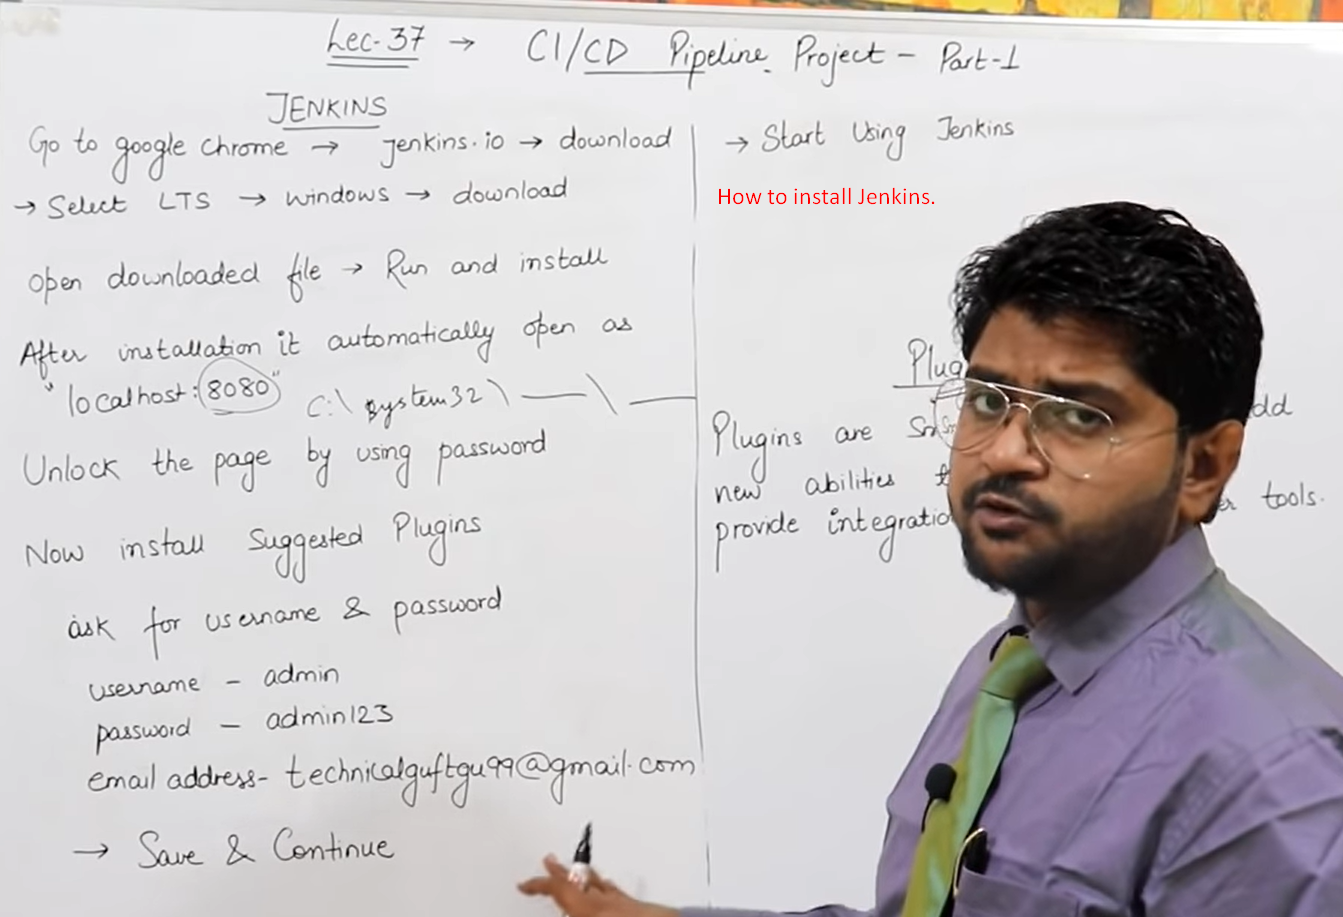 Lec-37 → CI/CD Pipeline Project - Part-1
JENKINS
Go to google chrome → jenkins.io → download
→ Select LTS → windows → download
open downloaded file → Run and install
After installation it automatically open as
"localhost:8080" C:\system32\
Unlock the page by using password
Now install Suggested Plugins
ask for username & password
username - admin
password - admin123
email address- technicalguftgu99@gmail.com
→ Save & Continue
→ Start Using Jenkins
How to install Jenkins.
Plugins are
new abilities
provide tools.